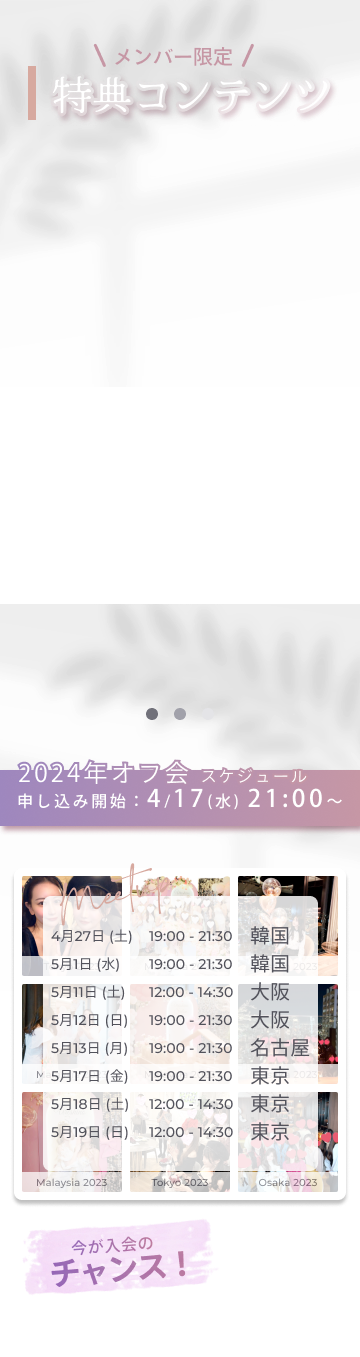 メンバー限定
特典コンテンツ
2024年オフ会 スケジュール
申し込み開始：4/17(水) 21:00〜
Meetup
4月27日 (土) 19:00 - 21:30 韓国
5月1日 (水) 19:00 - 21:30 韓国
5月11日 (土) 12:00 - 14:30 大阪
5月12日 (日) 19:00 - 21:30 大阪
5月13日 (月) 19:00 - 21:30 名古屋
5月17日 (金) 19:00 - 21:30 東京
5月18日 (土) 12:00 - 14:30 東京
5月19日 (日) 12:00 - 14:30 東京
Malaysia 2023 Tokyo 2023 Osaka 2023
今が入会の
チャンス！